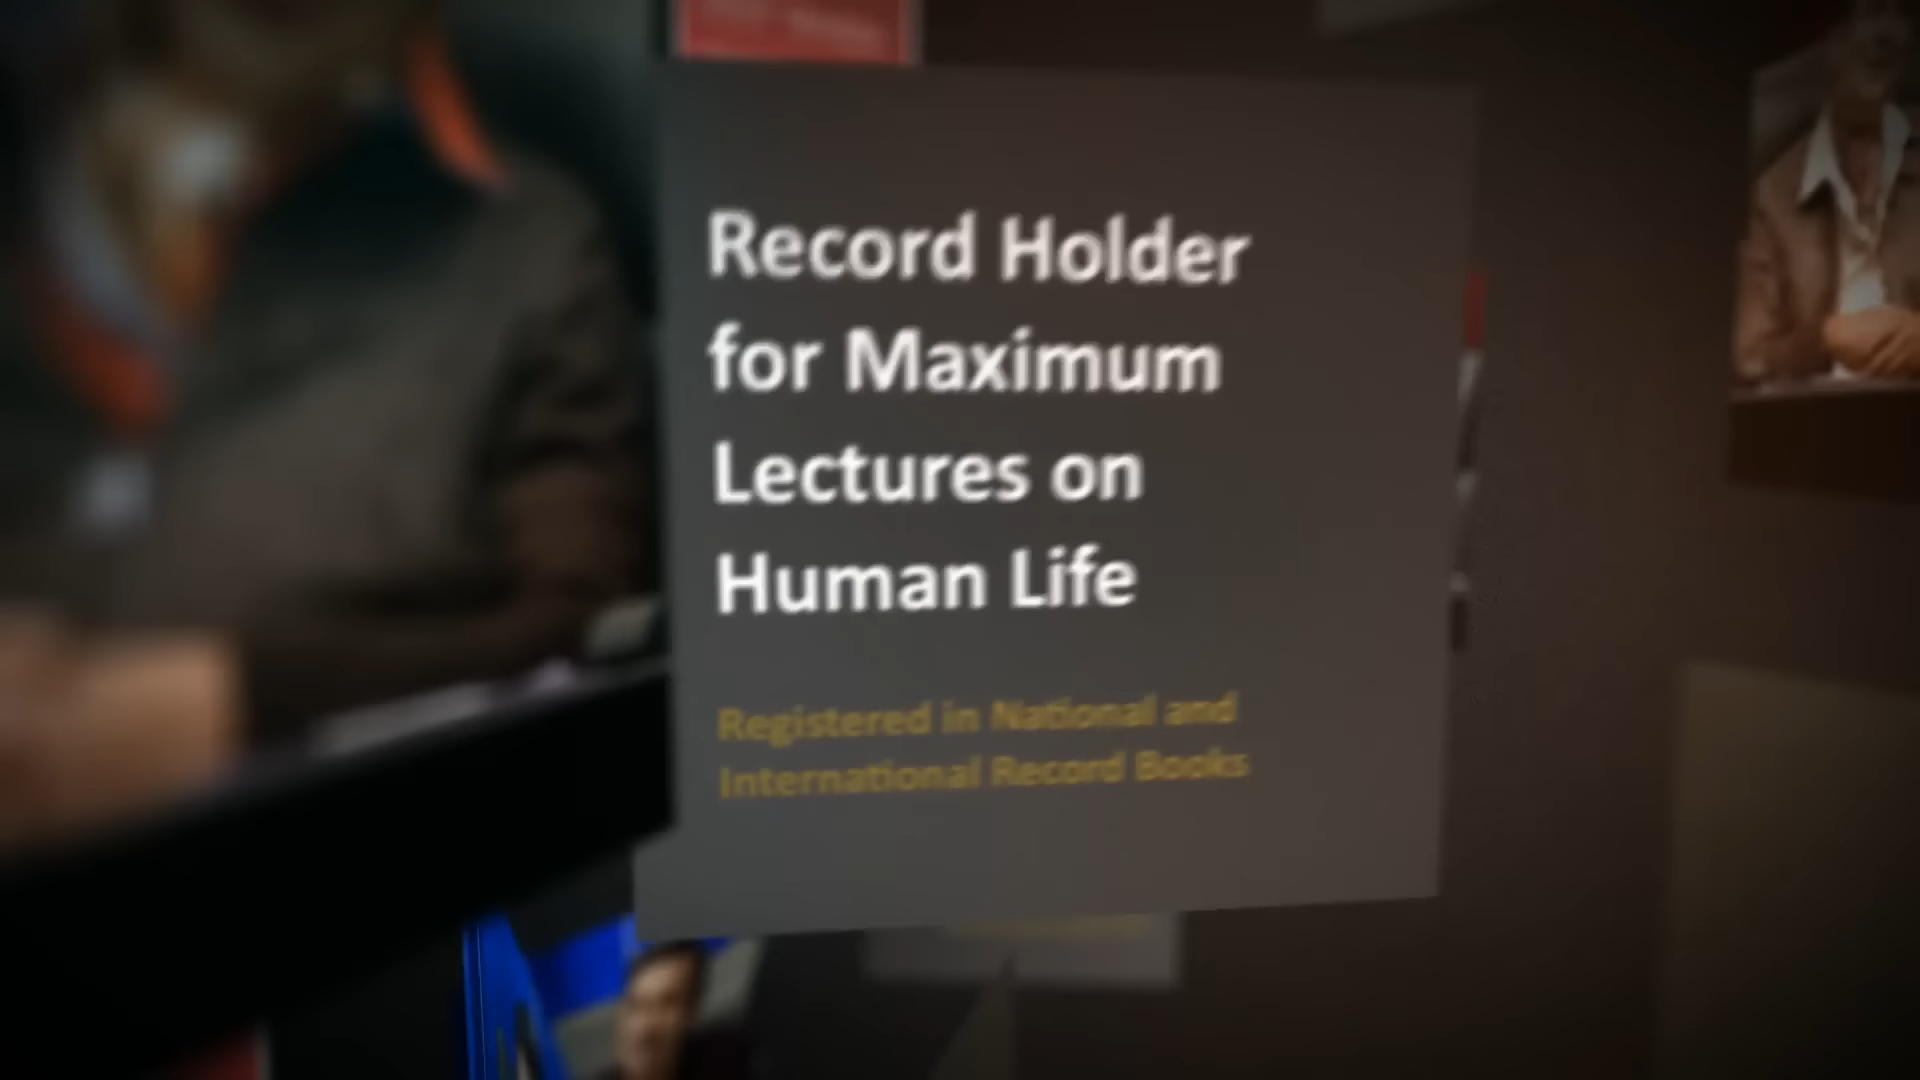 Record Holder
for Maximum
Lectures on
Human Life
Registered in National and
International Record Books